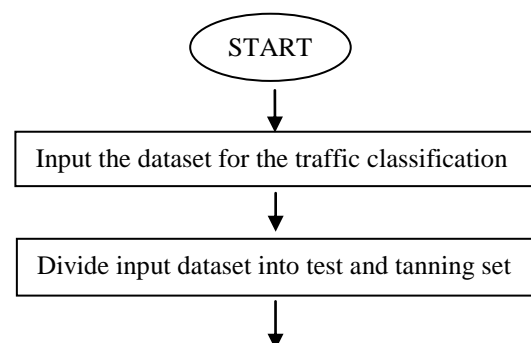 START
Input the dataset for the traffic classification
Divide input dataset into test and tanning set